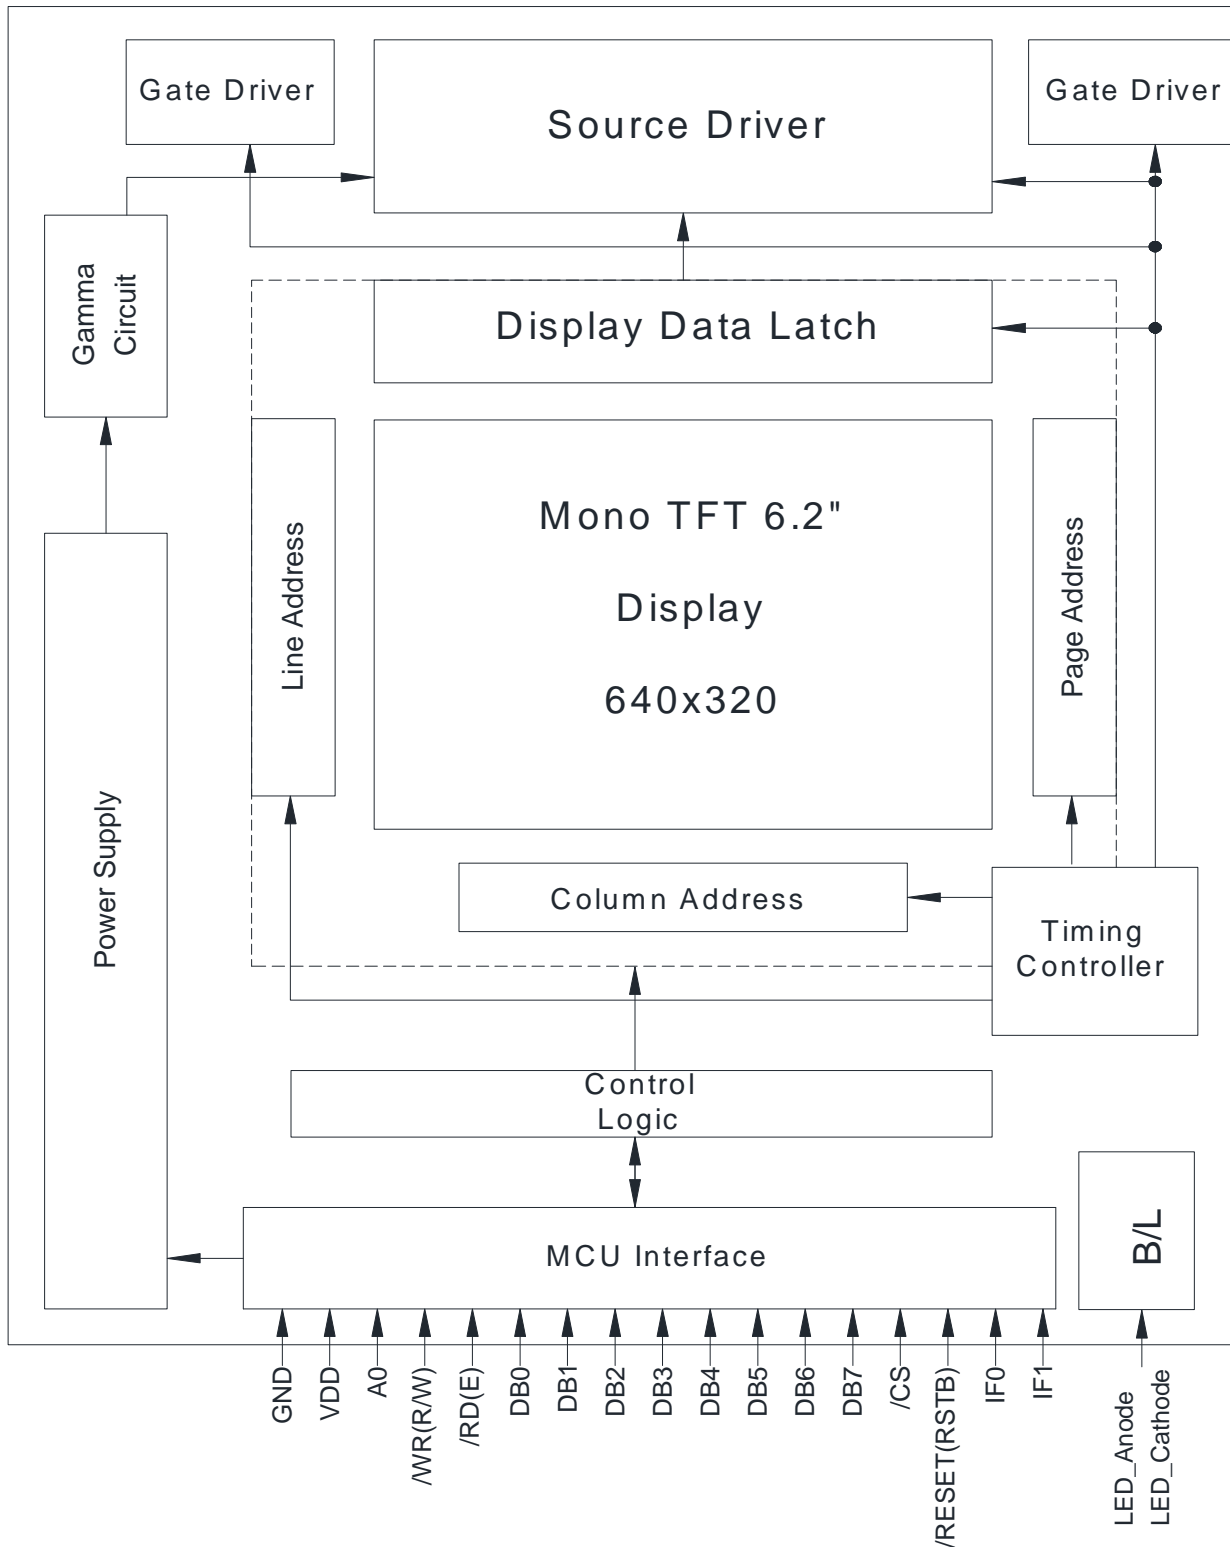 Gate Driver
Source Driver
Gate Driver
Gamma
Circuit
Display Data Latch
Line Address
Mono TFT 6.2"
Display
640x320
Page Address
Power Supply
Column Address
Timing
Controller
Control
Logic
MCU Interface
B/L
GND
VDD
A0
/WR(R/W)
/RD(E)
DB0
DB1
DB2
DB3
DB4
DB5
DB6
DB7
/CS
/RESET(RSTB)
IF0
IF1
LED_Anode
LED_Cathode